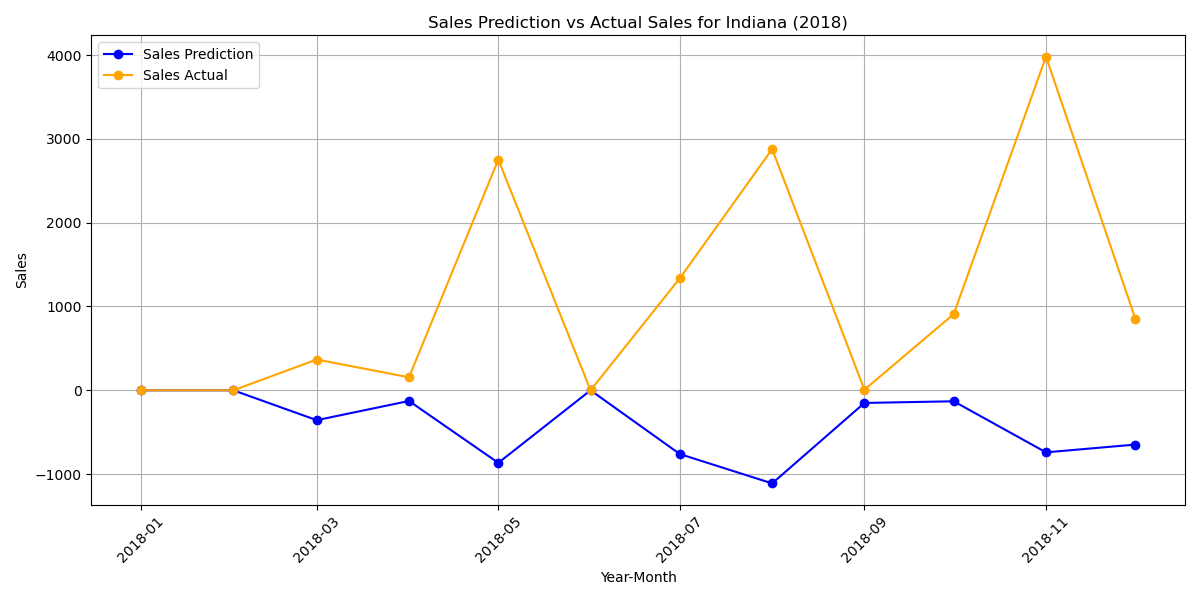 Sales Prediction vs Actual Sales for Indiana (2018)
Sales Prediction
Sales Actual
4000
3000
2000
1000
0
−1000
Sales
2018-01
2018-03
2018-05
2018-07
2018-09
2018-11
Year-Month